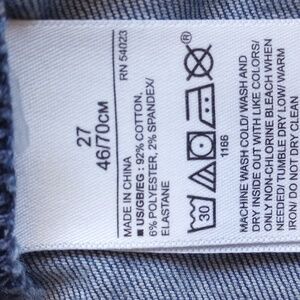 27
46/70CM
RN 54023
MADE IN CHINA
■ US/GB/EG : 92% COTTON,
6% POLYESTER, 2% SPANDEX/
ELASTANE
30
®
1186
MACHINE WASH COLD/ WASH AND
DRY INSIDE OUT WITH LIKE COLORS/
ONLY NON-CHLORINE BLEACH WHEN
NEEDED/ TUMBLE DRY LOW/ WARM
IRON/ DO NOT DRY CLEAN